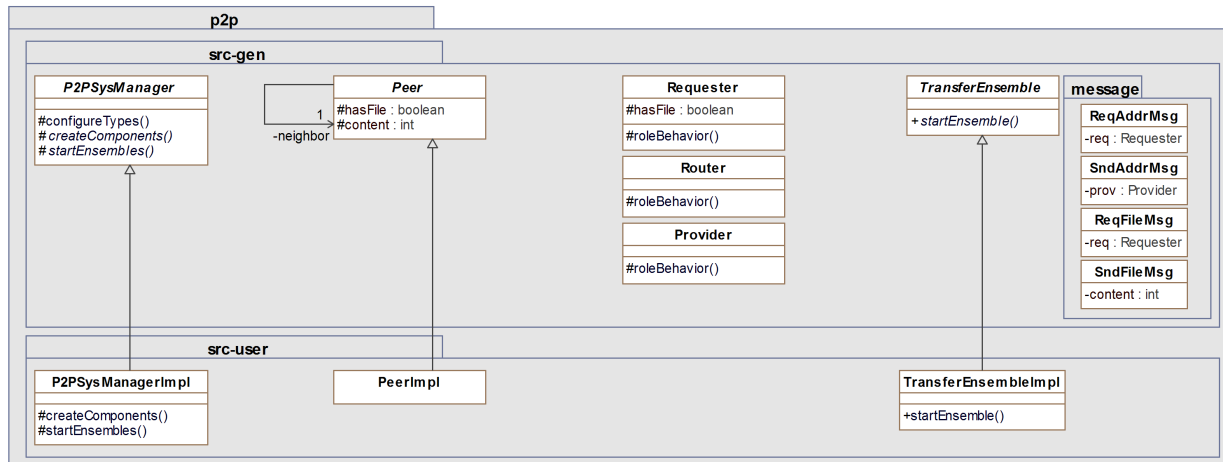 p2p
src-gen
P2PSysManager
#configureTypes()
# createComponents()
# startEnsembles()
Peer
#hasFile : boolean
#content : int
1
-neighbor
Requester
#hasFile : boolean
#roleBehavior()
Router
#roleBehavior()
Provider
#roleBehavior()
TransferEnsemble
+ startEnsemble()
message
ReqAddrMsg
-req : Requester
SndAddrMsg
-prov : Provider
ReqFileMsg
-req : Requester
SndFileMsg
-content : int
src-user
P2PSysManagerImpl
#createComponents()
#startEnsembles()
PeerImpl
TransferEnsembleImpl
+startEnsemble()